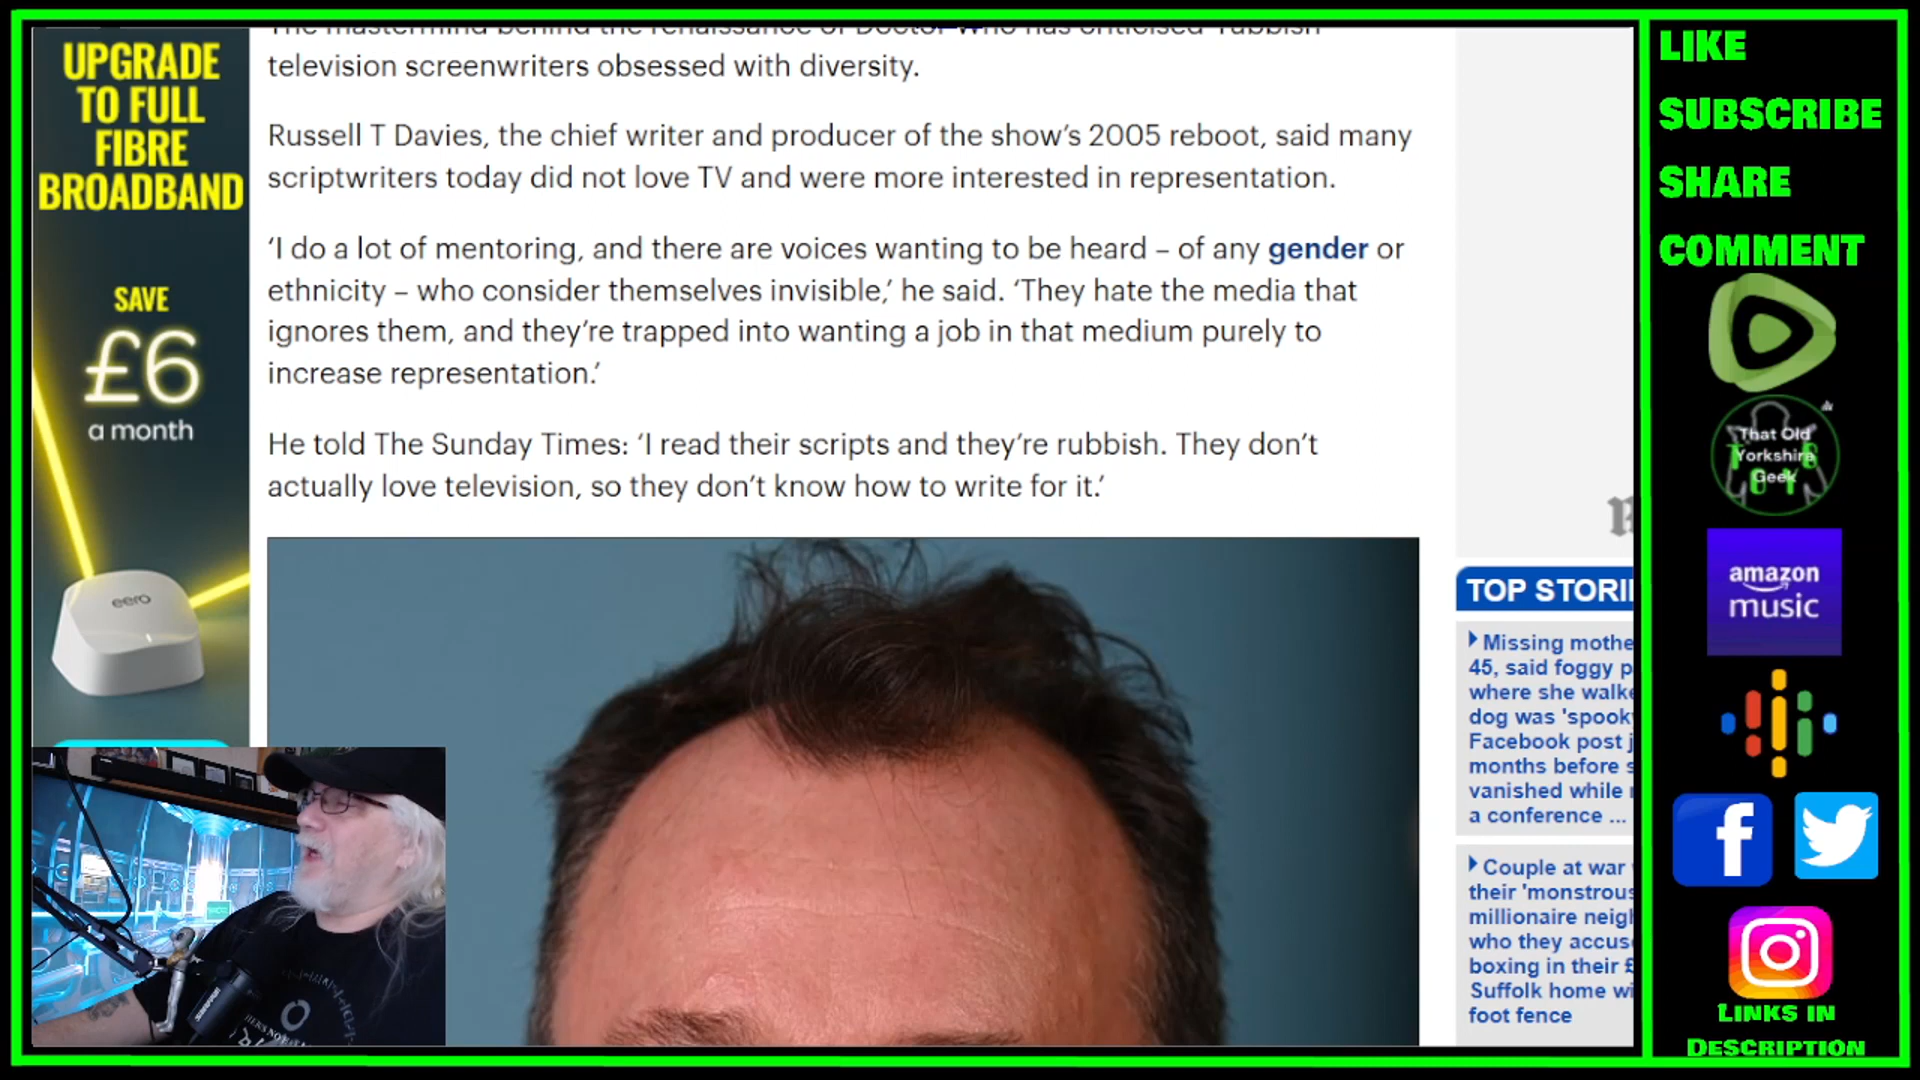 UPGRADE
TO FULL
FIBRE
BROADBAND
SAVE
£6
a month
eero
television screenwriters obsessed with diversity.
Russell T Davies, the chief writer and producer of the show's 2005 reboot, said many
scriptwriters today did not love TV and were more interested in representation.
‘I do a lot of mentoring, and there are voices wanting to be heard – of any gender or
ethnicity – who consider themselves invisible,’ he said. ‘They hate the media that
ignores them, and they’re trapped into wanting a job in that medium purely to
increase representation.’
He told The Sunday Times: ‘I read their scripts and they’re rubbish. They don’t
actually love television, so they don’t know how to write for it.’
TOP STORI
Missing mothe
45, said foggy p
where she walke
dog was 'spook
Facebook post j
months before s
vanished while
a conference ...
Couple at war
their 'monstrous
millionaire neigh
who they accuse
boxing in their £
Suffolk home wi
foot fence
LIKE
SUBSCRIBE
SHARE
COMMENT
That Old
Yorkshire
Geek
amazon
music
LINKS IN
DESCRIPTION